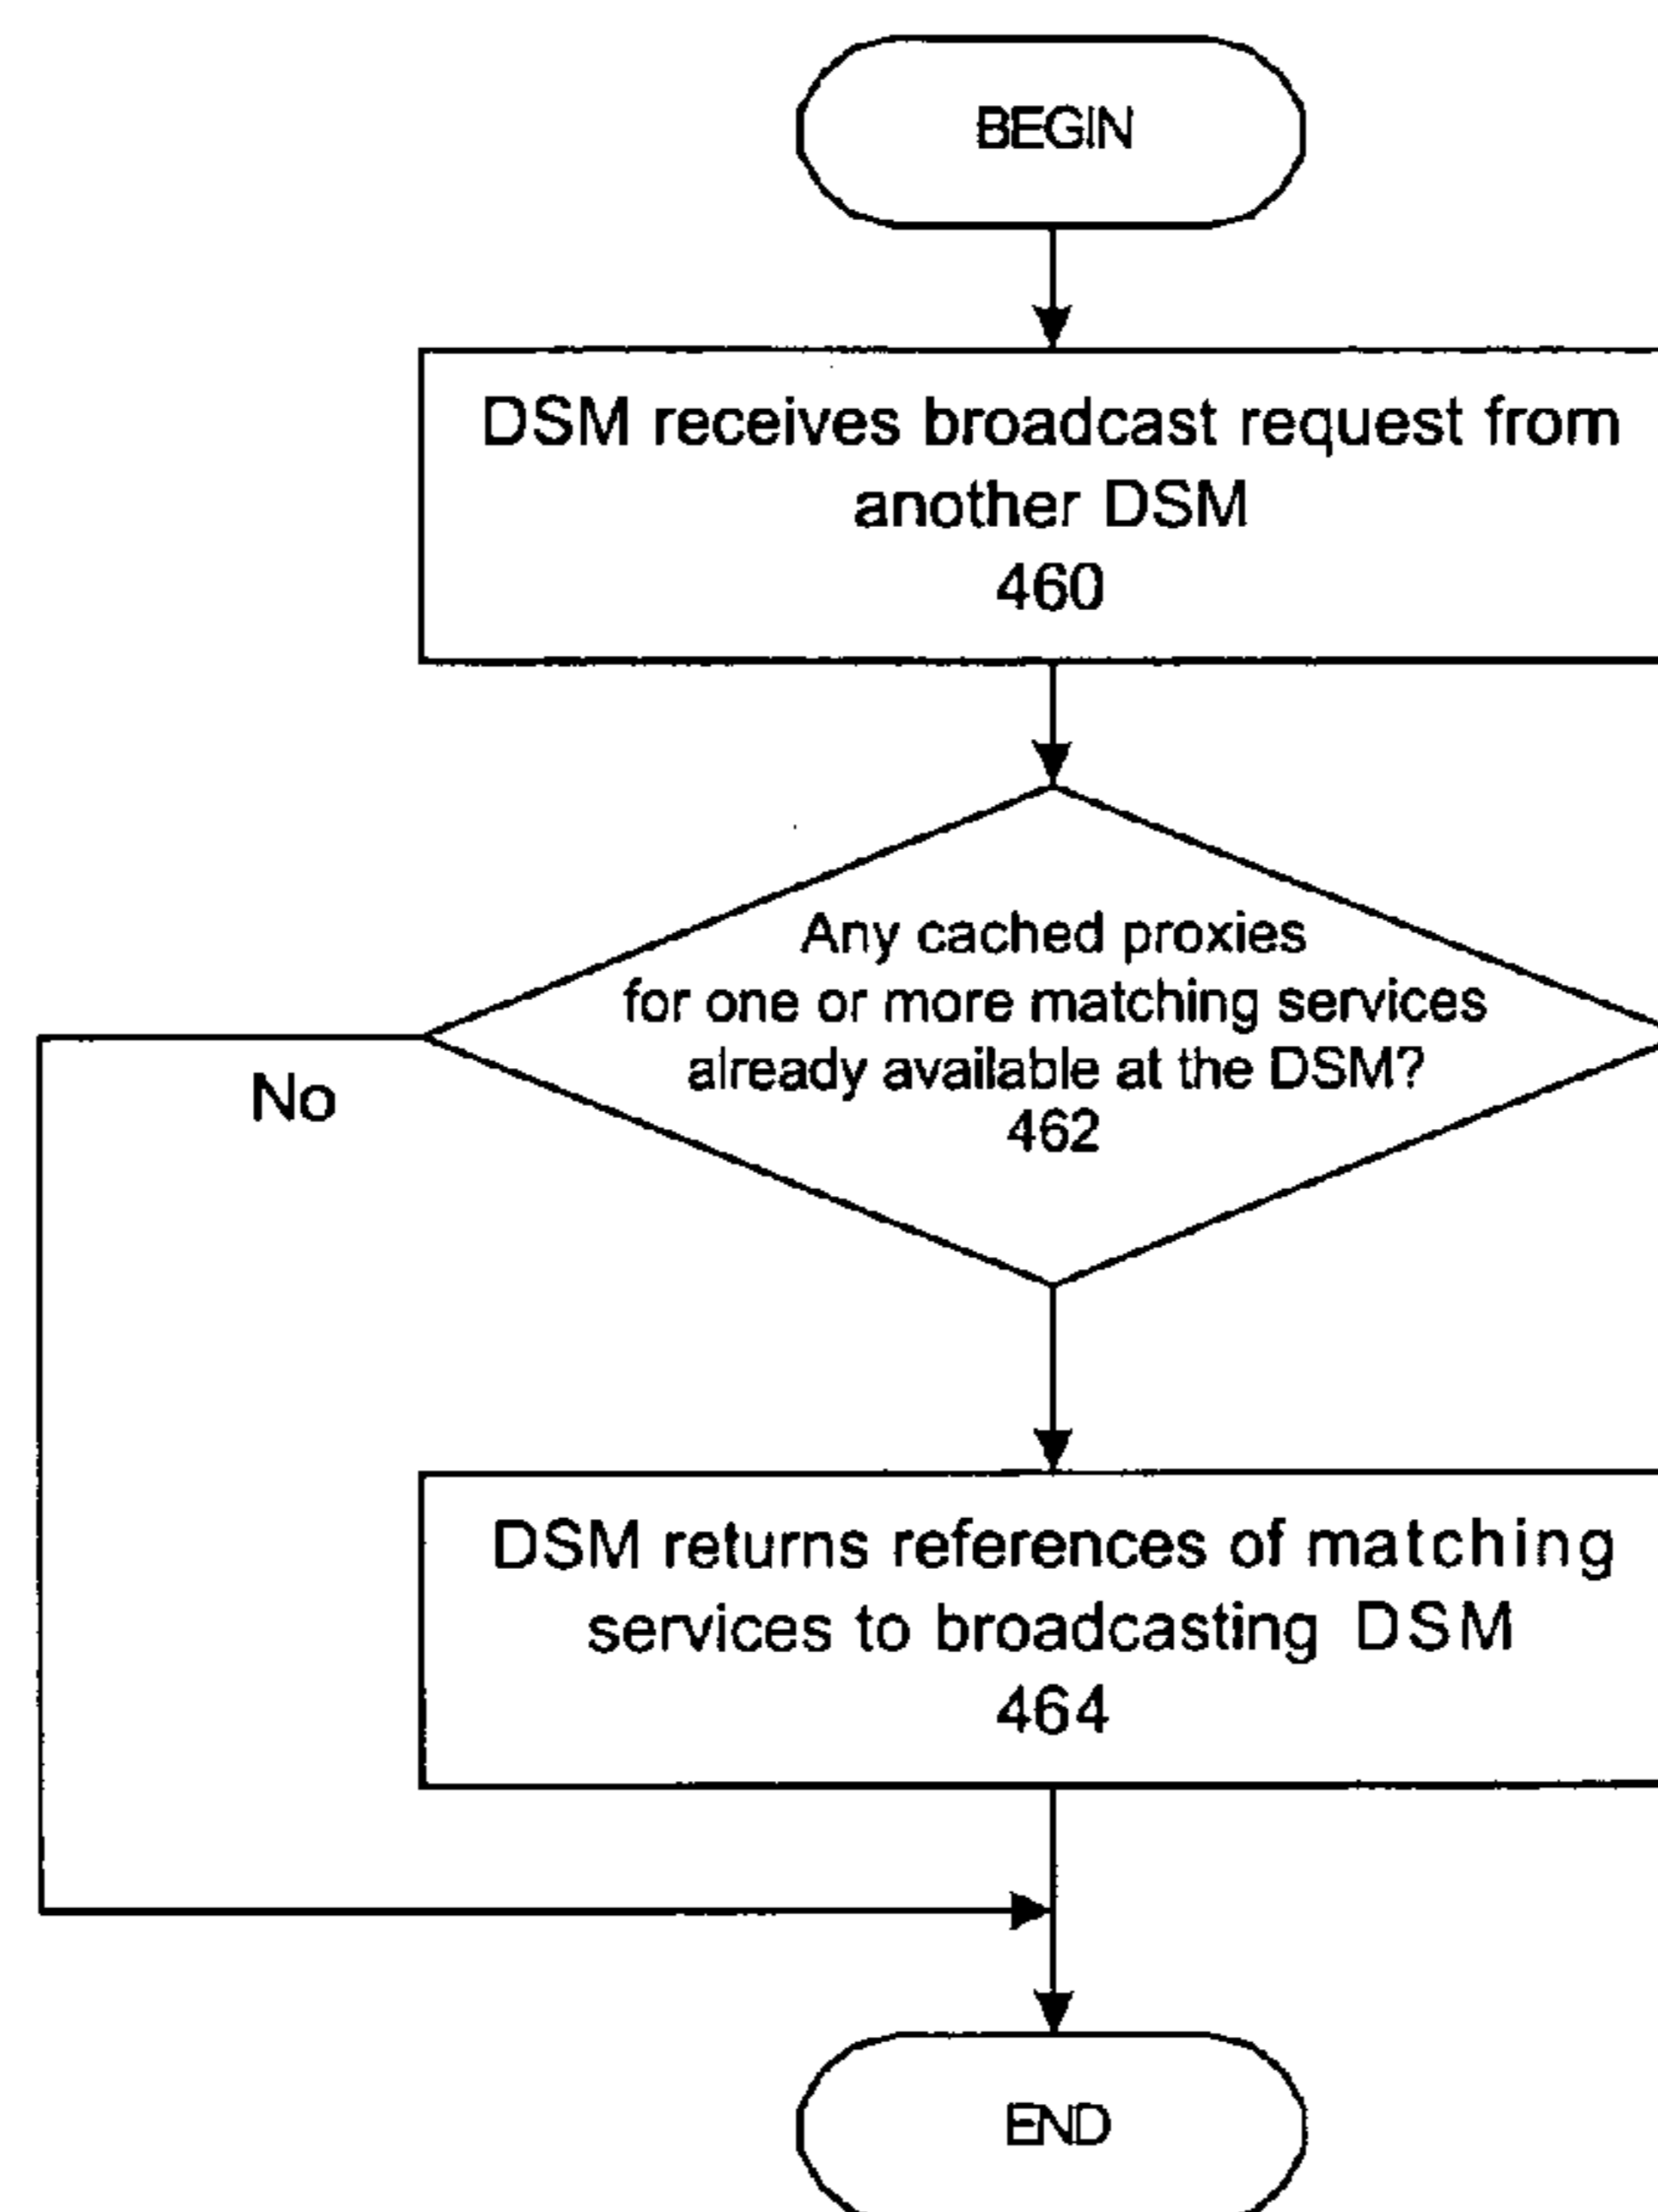 BEGIN
DSM receives broadcast request from
another DSM
460
Any cached proxies
for one or more matching services
already available at the DSM?
462
No
DSM returns references of matching
services to broadcasting DSM
464
END